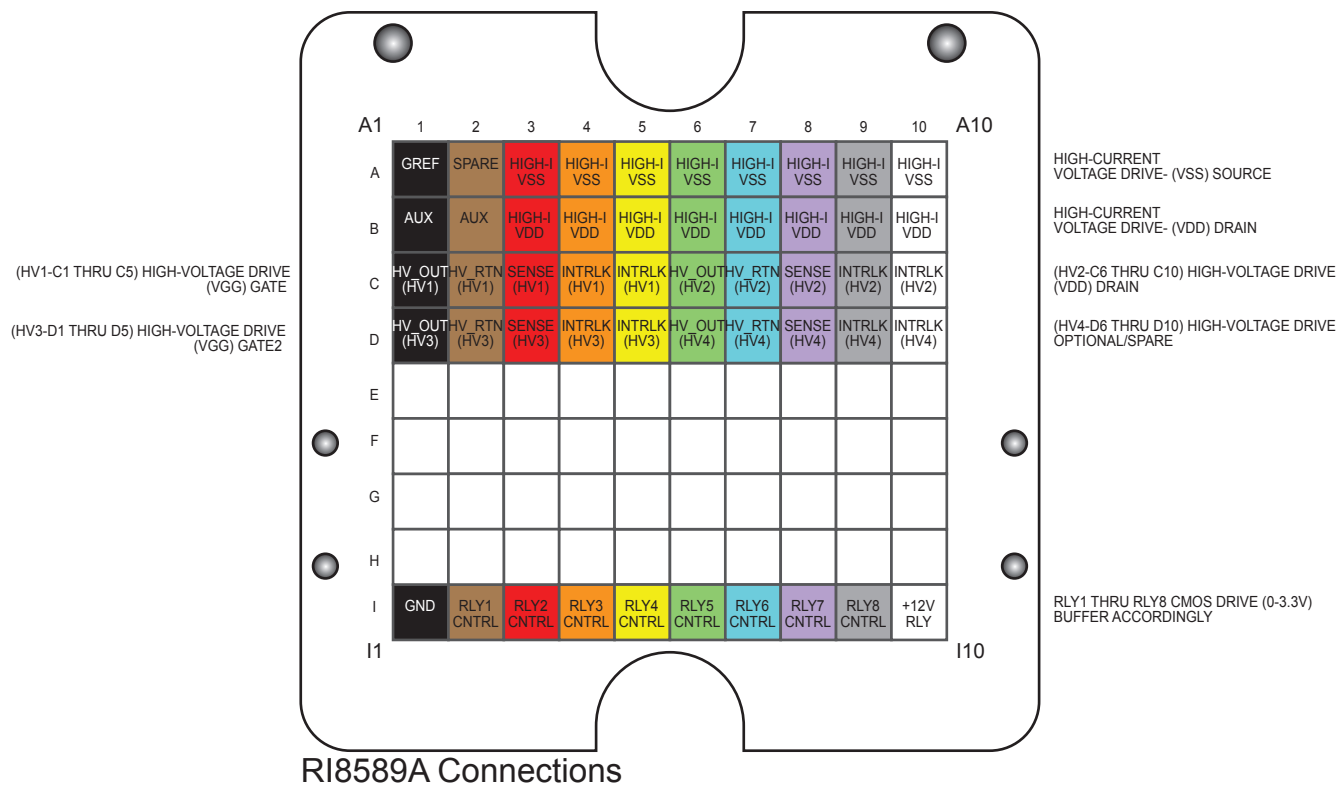 A1 1 2 3 4 5 6 7 8 9 10 A10
A GREF SPARE HIGH-I VSS HIGH-I VSS HIGH-I VSS HIGH-I VSS HIGH-I VSS HIGH-I VSS HIGH-I VSS HIGH-I VSS
HIGH-CURRENT
VOLTAGE DRIVE- (VSS) SOURCE
B AUX AUX HIGH-I VDD HIGH-I VDD HIGH-I VDD HIGH-I VDD HIGH-I VDD HIGH-I VDD HIGH-I VDD HIGH-I VDD
HIGH-CURRENT
VOLTAGE DRIVE- (VDD) DRAIN
(HV1-C1 THRU C5) HIGH-VOLTAGE DRIVE
(VGG) GATE
C HV_OUT (HV1) HV_RTN (HV1) SENSE (HV1) INTRLK (HV1) INTRLK (HV1) HV_OUT (HV2) HV_RTN (HV2) SENSE (HV2) INTRLK (HV2) INTRLK (HV2)
(HV2-C6 THRU C10) HIGH-VOLTAGE DRIVE
(VDD) DRAIN
(HV3-D1 THRU D5) HIGH-VOLTAGE DRIVE
(VGG) GATE2
D HV_OUT (HV3) HV_RTN (HV3) SENSE (HV3) INTRLK (HV3) INTRLK (HV3) HV_OUT (HV4) HV_RTN (HV4) SENSE (HV4) INTRLK (HV4) INTRLK (HV4)
(HV4-D6 THRU D10) HIGH-VOLTAGE DRIVE
OPTIONAL/SPARE
E
F
G
H
I GND RLY1 CNTRL RLY2 CNTRL RLY3 CNTRL RLY4 CNTRL RLY5 CNTRL RLY6 CNTRL RLY7 CNTRL RLY8 CNTRL +12V RLY
RLY1 THRU RLY8 CMOS DRIVE (0-3.3V)
BUFFER ACCORDINGLY
I1 I10
RI8589A Connections